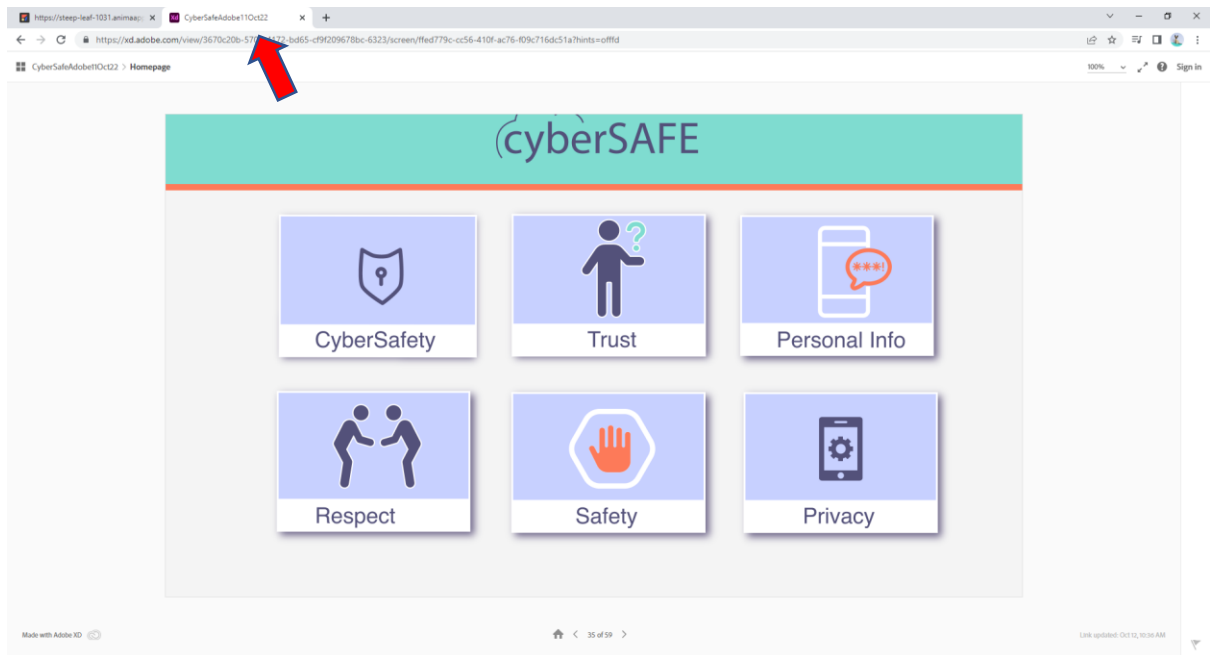 https://steep-leaf-1031.animaapp
CyberSafeAdobe11Oct22
CyberSafeAdobe11Oct22 > Homepage
100%
Sign in
cyberSAFE
?
***!
CyberSafety
Trust
Personal Info
Respect
Safety
Privacy
Made with Adobe XD
35 of 59
Link updated: Oct 12, 10:36 AM